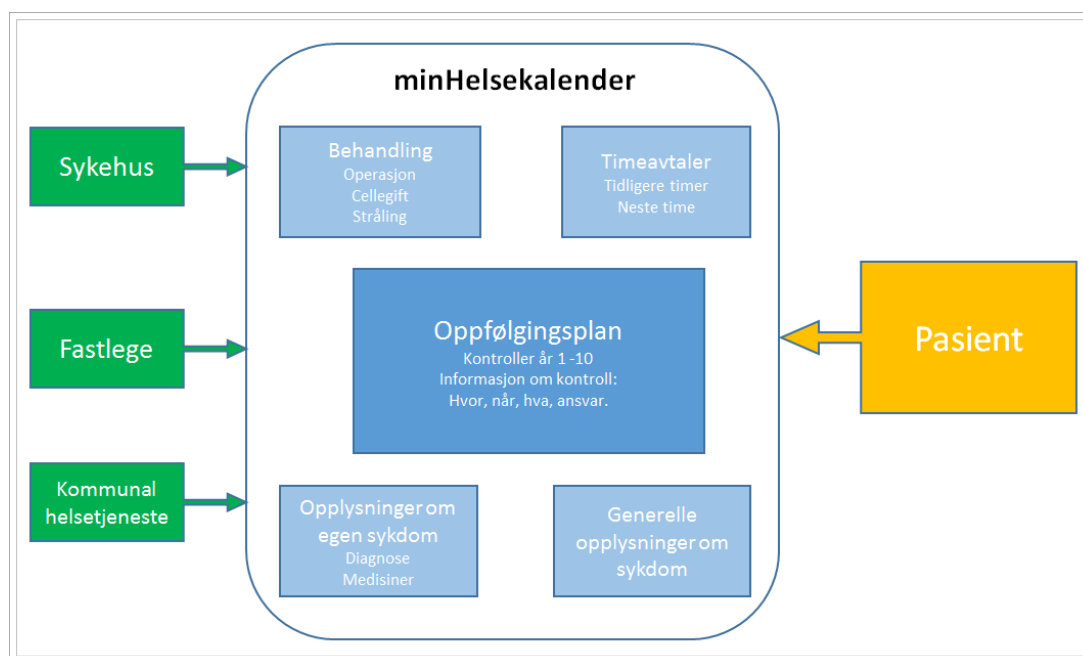 minHelsekalender
Sykehus
Fastlege
Kommunal
helsetjeneste
Behandling
Operasjon
Cellegift
Stråling
Timeavtaler
Tidligere timer
Neste time
Oppfølgingsplan
Kontroller år 1 -10
Informasjon om kontroll:
Hvor, når, hva, ansvar.
Opplysninger om
egen sykdom
Diagnose
Medisiner
Generelle
opplysninger om
sykdom
Pasient